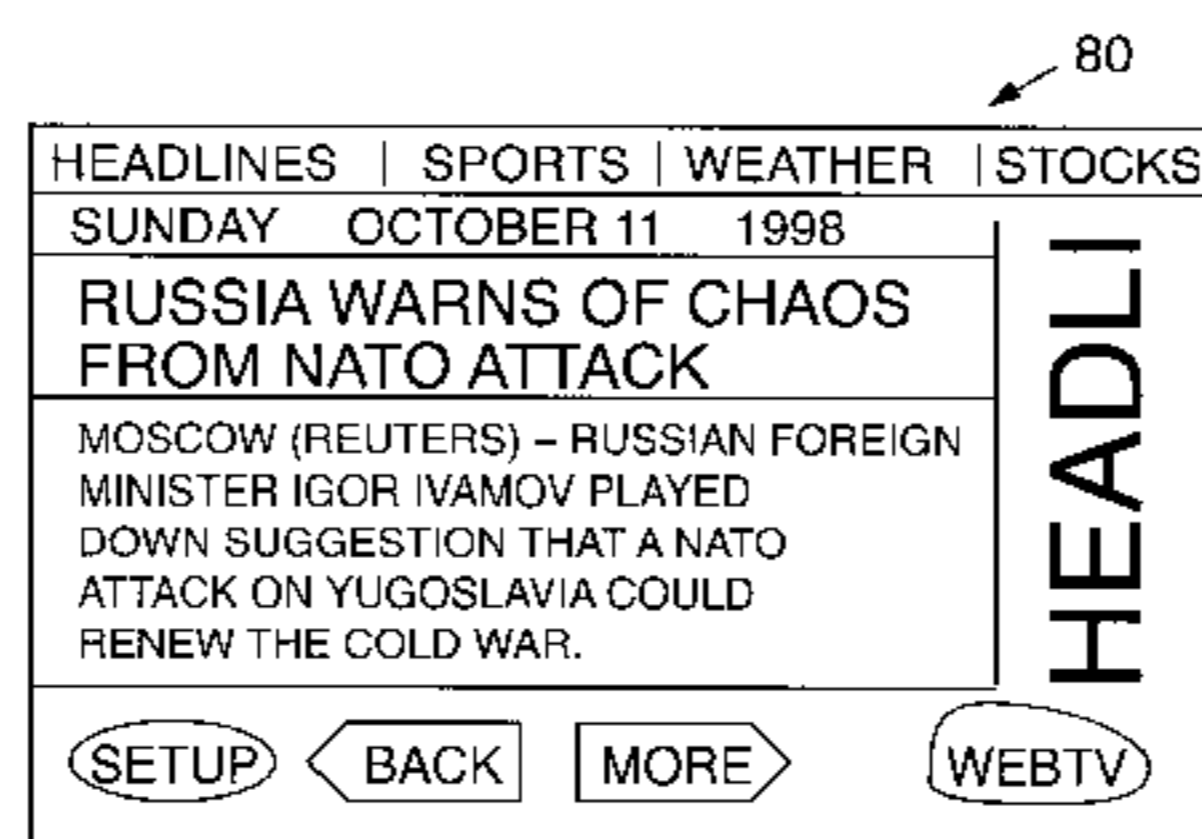 80
HEADLINES | SPORTS | WEATHER | STOCKS
SUNDAY OCTOBER 11 1998
RUSSIA WARNS OF CHAOS
FROM NATO ATTACK
MOSCOW (REUTERS) – RUSSIAN FOREIGN
MINISTER IGOR IVAMOV PLAYED
DOWN SUGGESTION THAT A NATO
ATTACK ON YUGOSLAVIA COULD
RENEW THE COLD WAR.
HEADLI
SETUP BACK MORE WEBTV